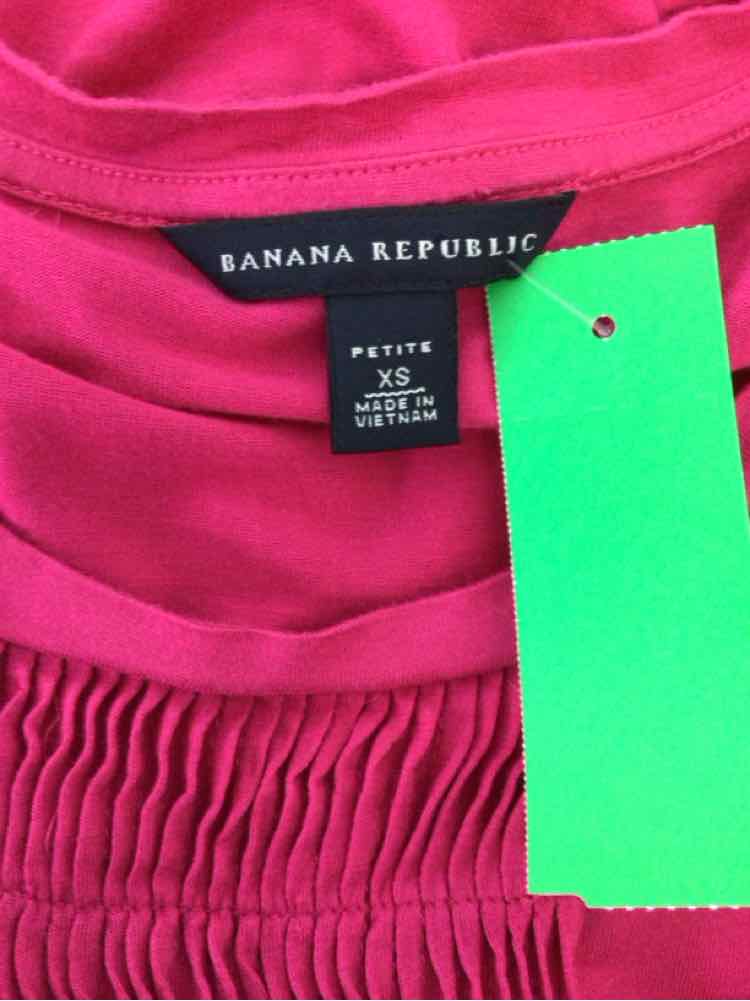 BANANA REPUBLIC
PETITE
XS
MADE IN
VIETNAM